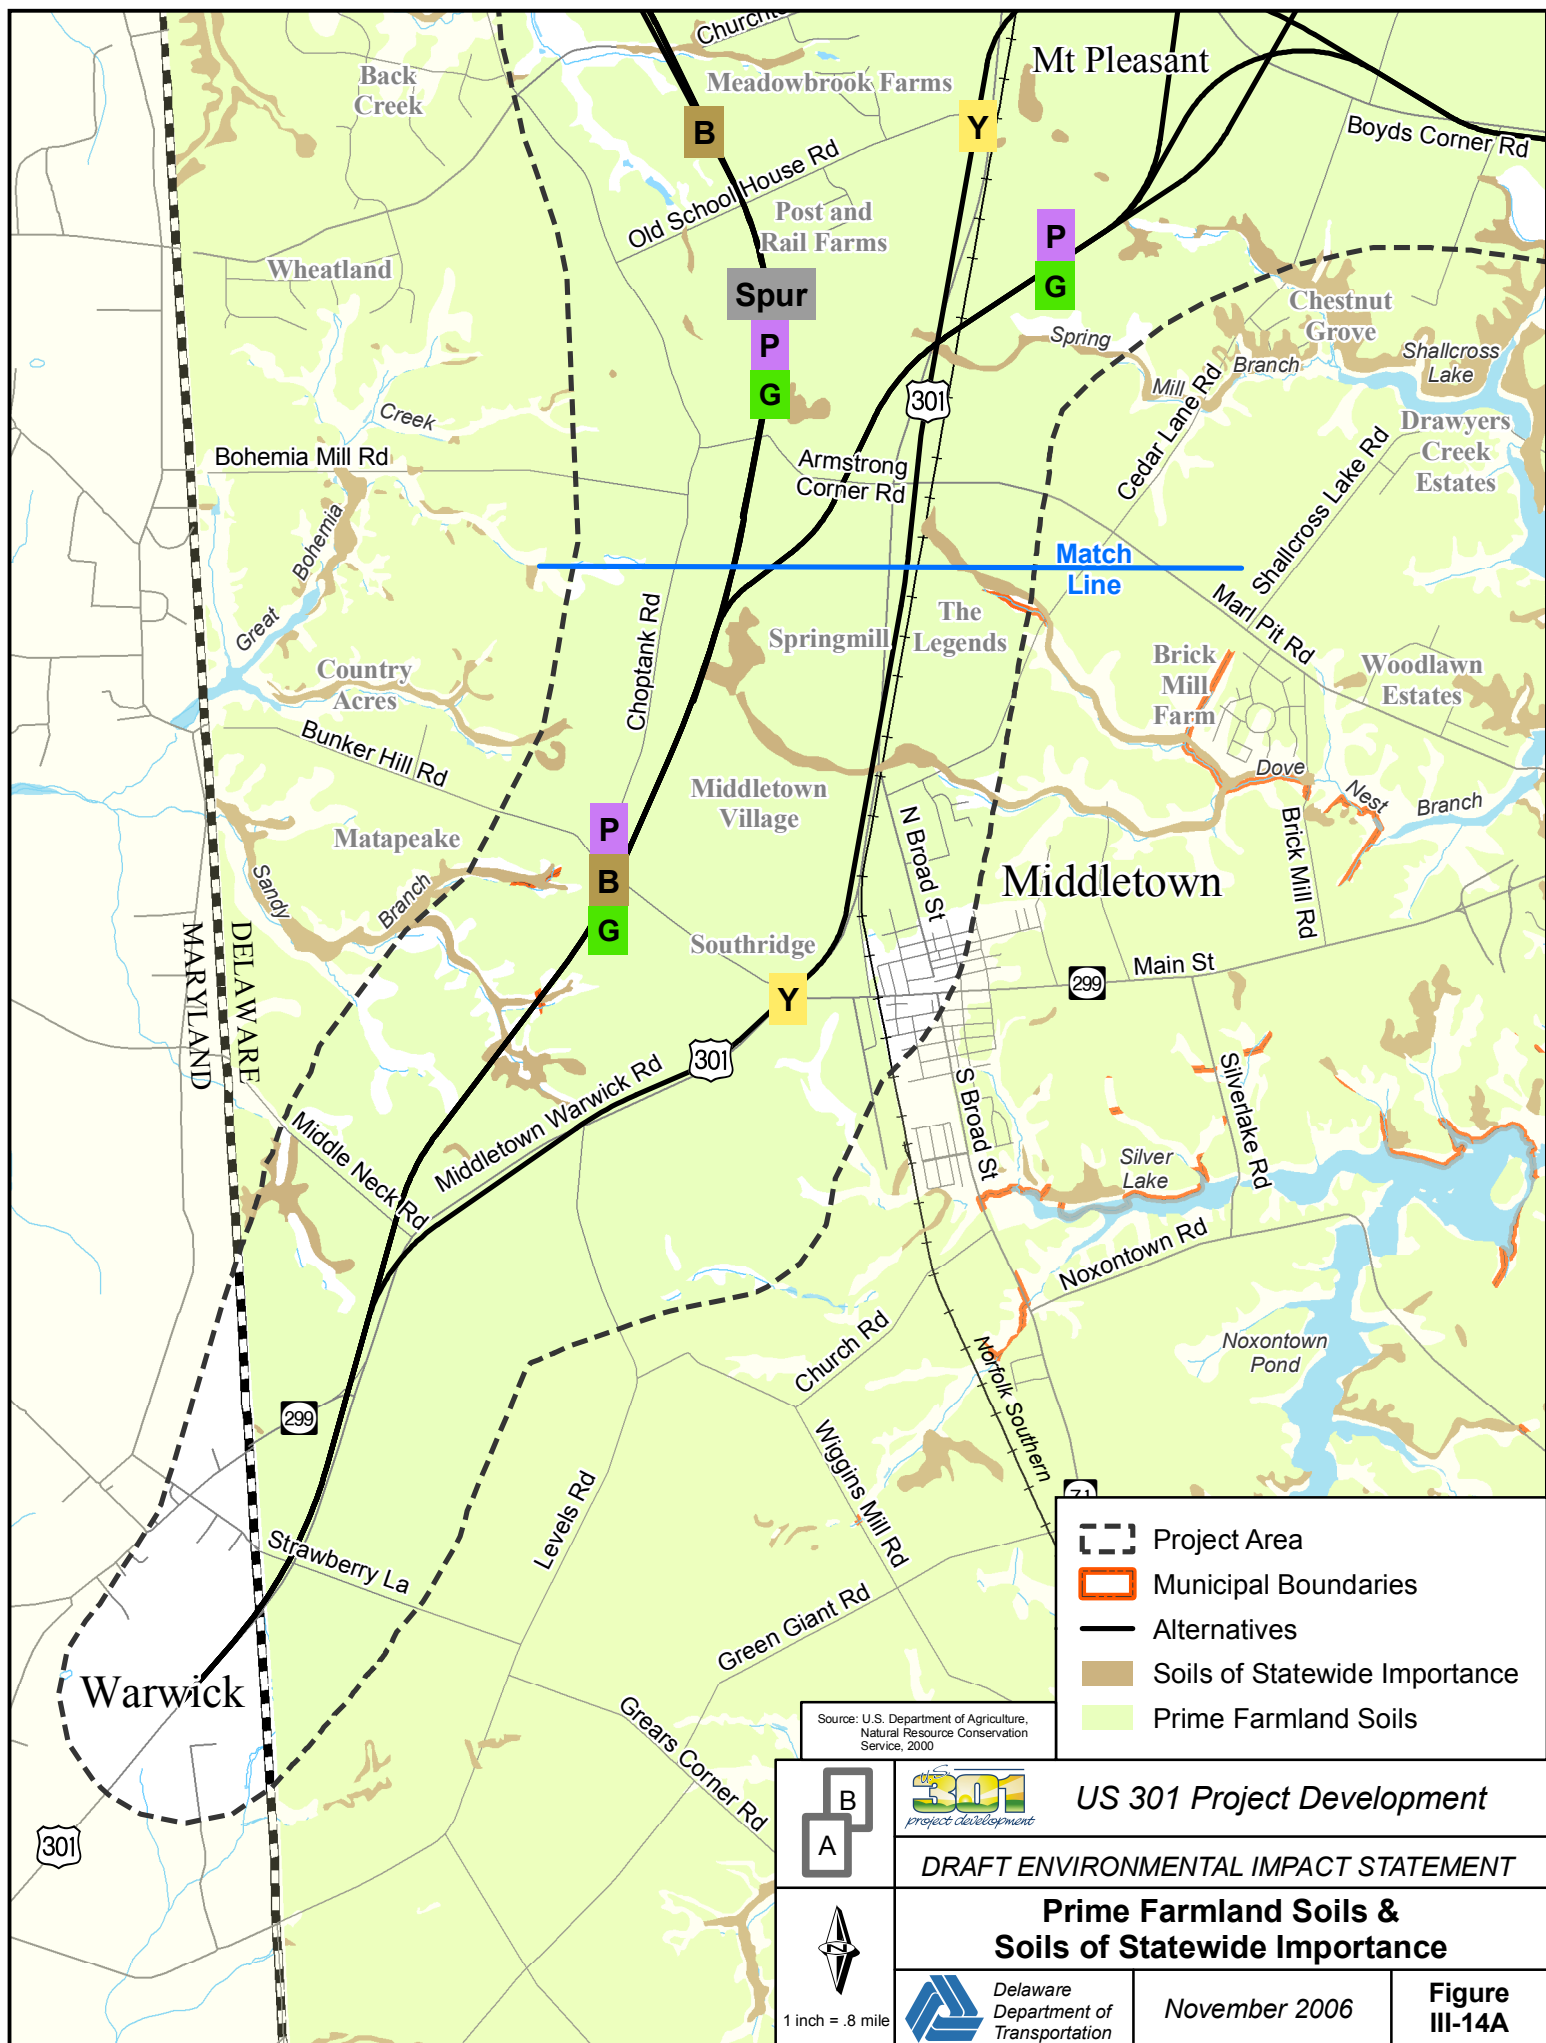 Churchto
Mt Pleasant
Back
Creek
Meadowbrook Farms
B
Y
Boyds Corner Rd
Old School House Rd
Post and
Rail Farms
P
G
Wheatland
Spur
P
G
Chestnut
Grove
Spring
Mill
Branch
Shallcross
Lake
301
Creek
Cedar Lane Rd
Drawyers
Creek
Estates
Bohemia Mill Rd
Armstrong
Corner Rd
Shallcross Lake Rd
Bohemia
Great
Match
Line
Marl Pit Rd
Choptank Rd
Springmill
The
Legends
Brick
Mill
Farm
Woodlawn
Estates
Country
Acres
Bunker Hill Rd
Dove
Nest
Branch
Middletown
Village
Matapeake
P
B
G
N Broad St
Brick Mill Rd
Sandy
Branch
Middletown
MARYLAND
DELAWARE
Southridge
Main St
299
Y
301
Middletown Warwick Rd
S Broad St
Silverlake Rd
Middle Neck Rd
Silver
Lake
Noxontown Rd
Church Rd
Norfolk Southern
Noxontown
Pond
299
Wiggins Mill Rd
Levels Rd
71
Strawberry La
Green Giant Rd
Warwick
Grears Corner Rd
301
Project Area
Municipal Boundaries
Alternatives
Soils of Statewide Importance
Prime Farmland Soils
Source: U.S. Department of Agriculture,
Natural Resource Conservation
Service, 2000
B
A
U.S.
301
project development
US 301 Project Development
DRAFT ENVIRONMENTAL IMPACT STATEMENT
N
1 inch = .8 mile
Prime Farmland Soils &
Soils of Statewide Importance
Delaware
Department of
Transportation
November 2006
Figure
III-14A